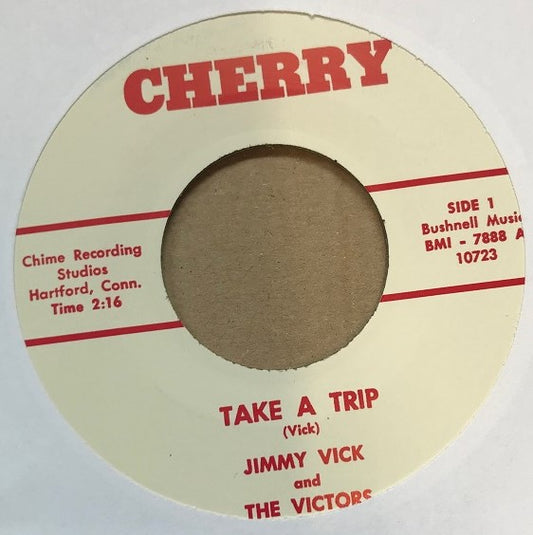 CHERRY
Chime Recording
Studios
Hartford, Conn.
Time 2:16
SIDE 1
Bushnell Music
BMI - 7888 A
10723
TAKE A TRIP
(Vick)
JIMMY VICK
and
THE VICTORS